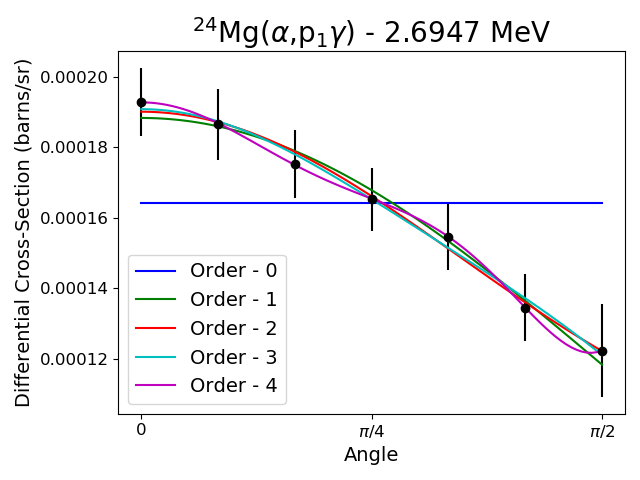 ²⁴Mg(α,p₁γ) - 2.6947 MeV
Differential Cross-Section (barns/sr)
0.00020
0.00018
0.00016
0.00014
0.00012
Order - 0
Order - 1
Order - 2
Order - 3
Order - 4
0
π/4
π/2
Angle